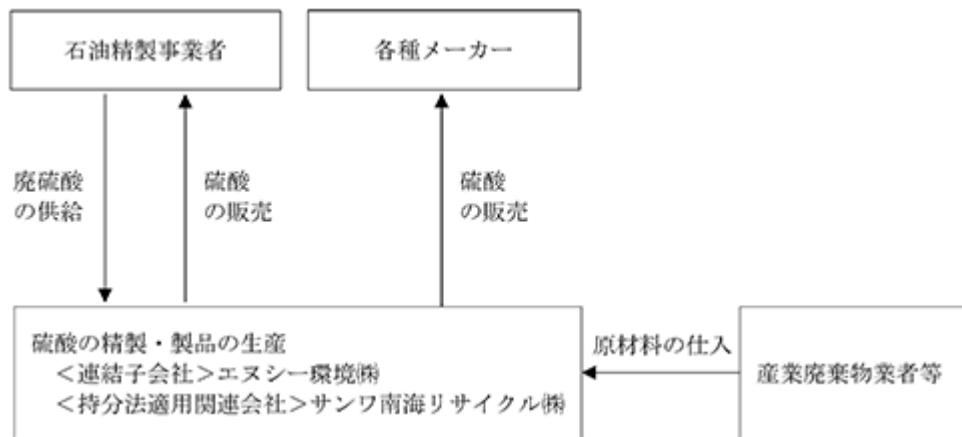 石油精製事業者
各種メーカー
廃硫酸
の供給
硫酸
の販売
硫酸
の販売
硫酸の精製・製品の生産
＜連結子会社＞エヌシー環境㈱
＜持分法適用関連会社＞サンワ南海リサイクル㈱
原材料の仕入
産業廃棄物業者等